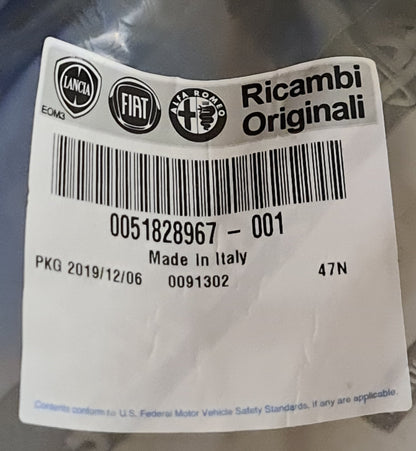 LANCIA
FIAT
ALFA ROMEO
Ricambi
Originali
EOM3
0051828967 - 001
Made In Italy
PKG 2019/12/06 0091302 47N
Contents conform to U.S. Federal Motor Vehicle Safety Standards, if any are applicable.